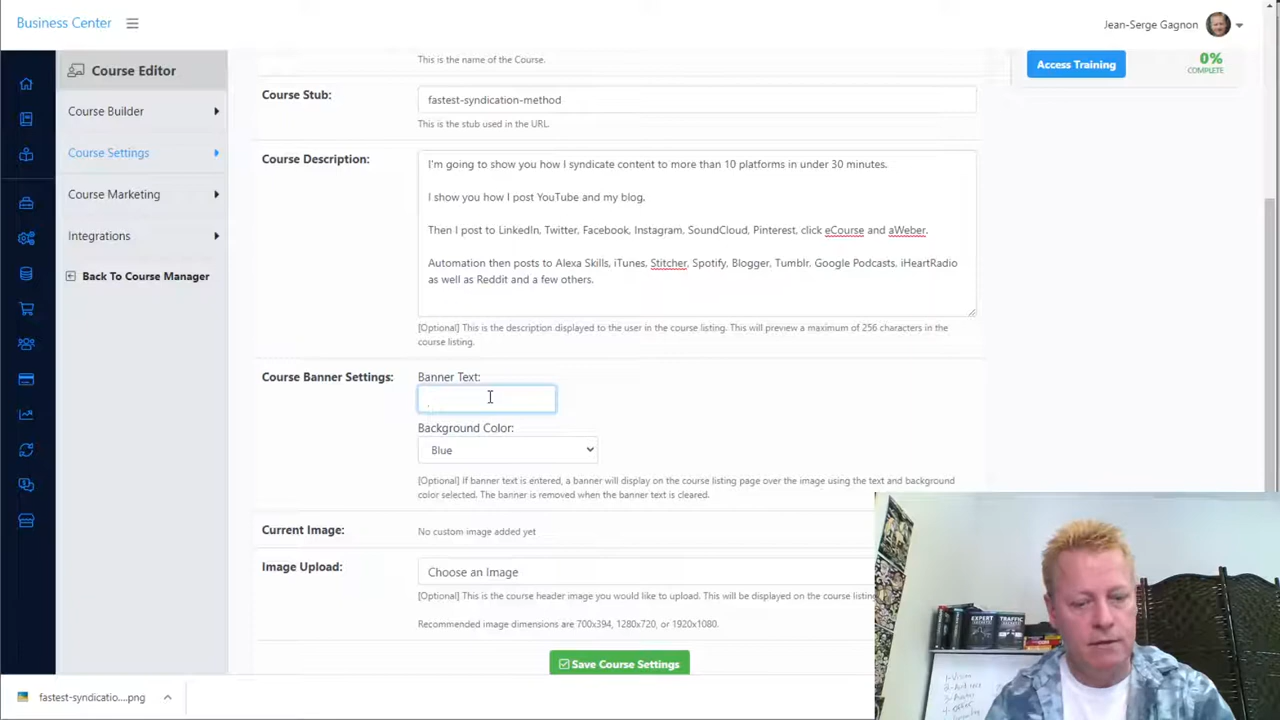 Business Center
Jean-Serge Gagnon
Course Editor
Course Builder
Course Settings
Course Marketing
Integrations
Back To Course Manager
This is the name of the Course.
Course Stub:
fastest-syndication-method
This is the stub used in the URL.
Course Description:
I'm going to show you how I syndicate content to more than 10 platforms in under 30 minutes.
I show you how I post YouTube and my blog.
Then I post to LinkedIn, Twitter, Facebook, Instagram, SoundCloud, Pinterest, click eCourse and aWeber.
Automation then posts to Alexa Skills, iTunes, Stitcher, Spotify, Blogger, Tumblr, Google Podcasts, iHeartRadio
as well as Reddit and a few others.
[Optional] This is the description displayed to the user in the course listing. This will preview a maximum of 256 characters in the
course listing.
Course Banner Settings:
Banner Text:
Background Color:
Blue
[Optional] If banner text is entered, a banner will display on the course listing page over the image using the text and background
color selected. The banner is removed when the banner text is cleared.
Current Image:
No custom image added yet
Image Upload:
Choose an Image
[Optional] This is the course header image you would like to upload. This will be displayed on the course listing
Recommended image dimensions are 700x394, 1280x720, or 1920x1080.
Save Course Settings
Access Training
0%
COMPLETE
fastest-syndicatio....png
EXPERT
TRAFFIC